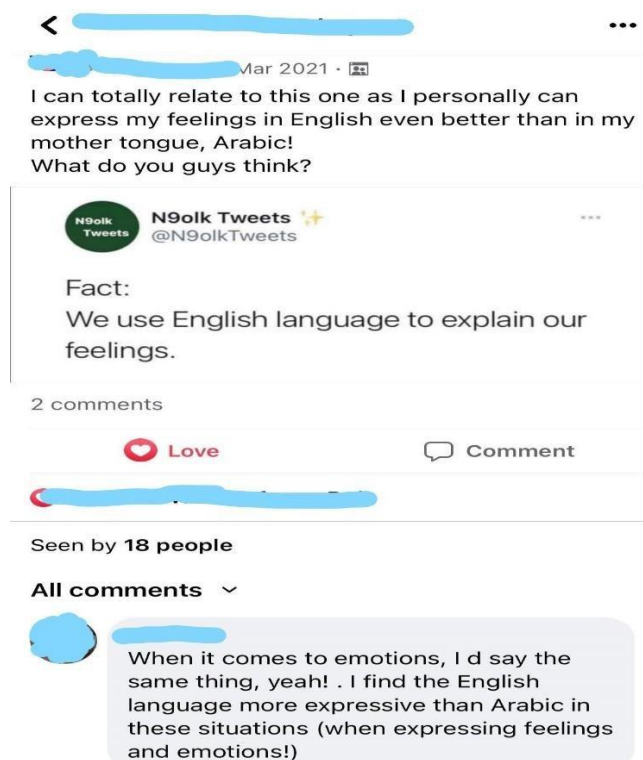 Mar 2021 ·
I can totally relate to this one as I personally can
express my feelings in English even better than in my
mother tongue, Arabic!
What do you guys think?
N9olk
Tweets
N9olk Tweets ✨
@N9olkTweets
Fact:
We use English language to explain our
feelings.
2 comments
Love
Comment
Seen by 18 people
All comments
When it comes to emotions, I d say the
same thing, yeah! . I find the English
language more expressive than Arabic in
these situations (when expressing feelings
and emotions!)